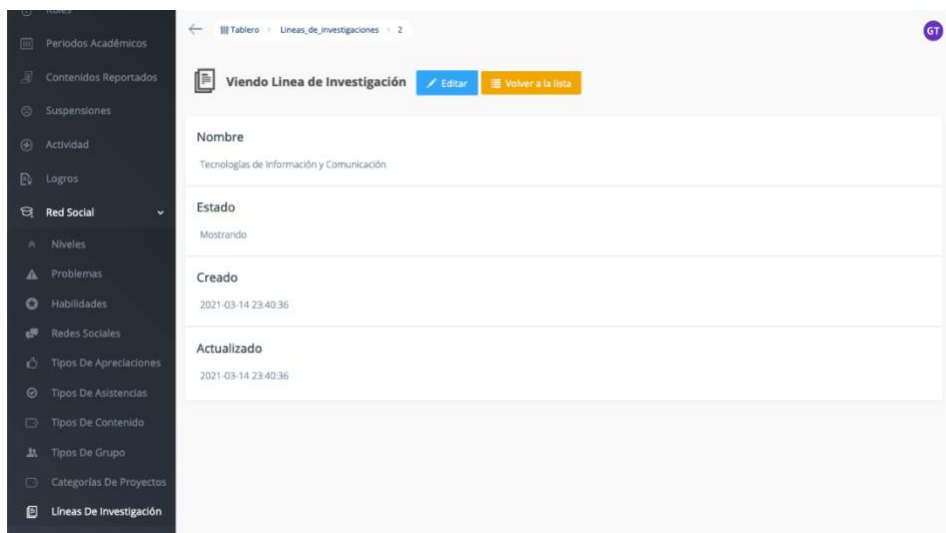 Roles
Periodos Académicos
Contenidos Reportados
Suspensiones
Actividad
Logros
Red Social
Niveles
Problemas
Habilidades
Redes Sociales
Tipos De Apreciaciones
Tipos De Asistencias
Tipos De Contenido
Tipos De Grupo
Categorías De Proyectos
Líneas De Investigación
Tablero Lineas_de_investigaciones 2
GT
Viendo Linea de Investigación Editar Volver a la lista
Nombre
Tecnologías de Información y Comunicación
Estado
Mostrando
Creado
2021-03-14 23:40:36
Actualizado
2021-03-14 23:40:36